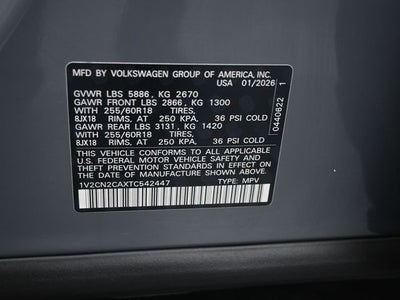 MFD BY VOLKSWAGEN GROUP OF AMERICA, INC.
USA 01/2026
GVWR LBS 5886, KG 2670
GAWR FRONT LBS 2866, KG 1300
WITH 255/60R18 TIRES,
8JX18 RIMS, AT 250 KPA, 36 PSI COLD
GAWR REAR LBS 3131, KG 1420
WITH 255/60R18 TIRES,
8JX18 RIMS, AT 250 KPA, 36 PSI COLD
THIS VEHICLE CONFORMS TO ALL APPLICABLE
U.S. FEDERAL MOTOR VEHICLE SAFETY AND
THEFT PREVENTION STANDARDS IN EFFECT ON THE
DATE OF MANUFACTURE SHOWN ABOVE.
1V2CN2CAXTC542447 TYPE: MPV
0440622 1